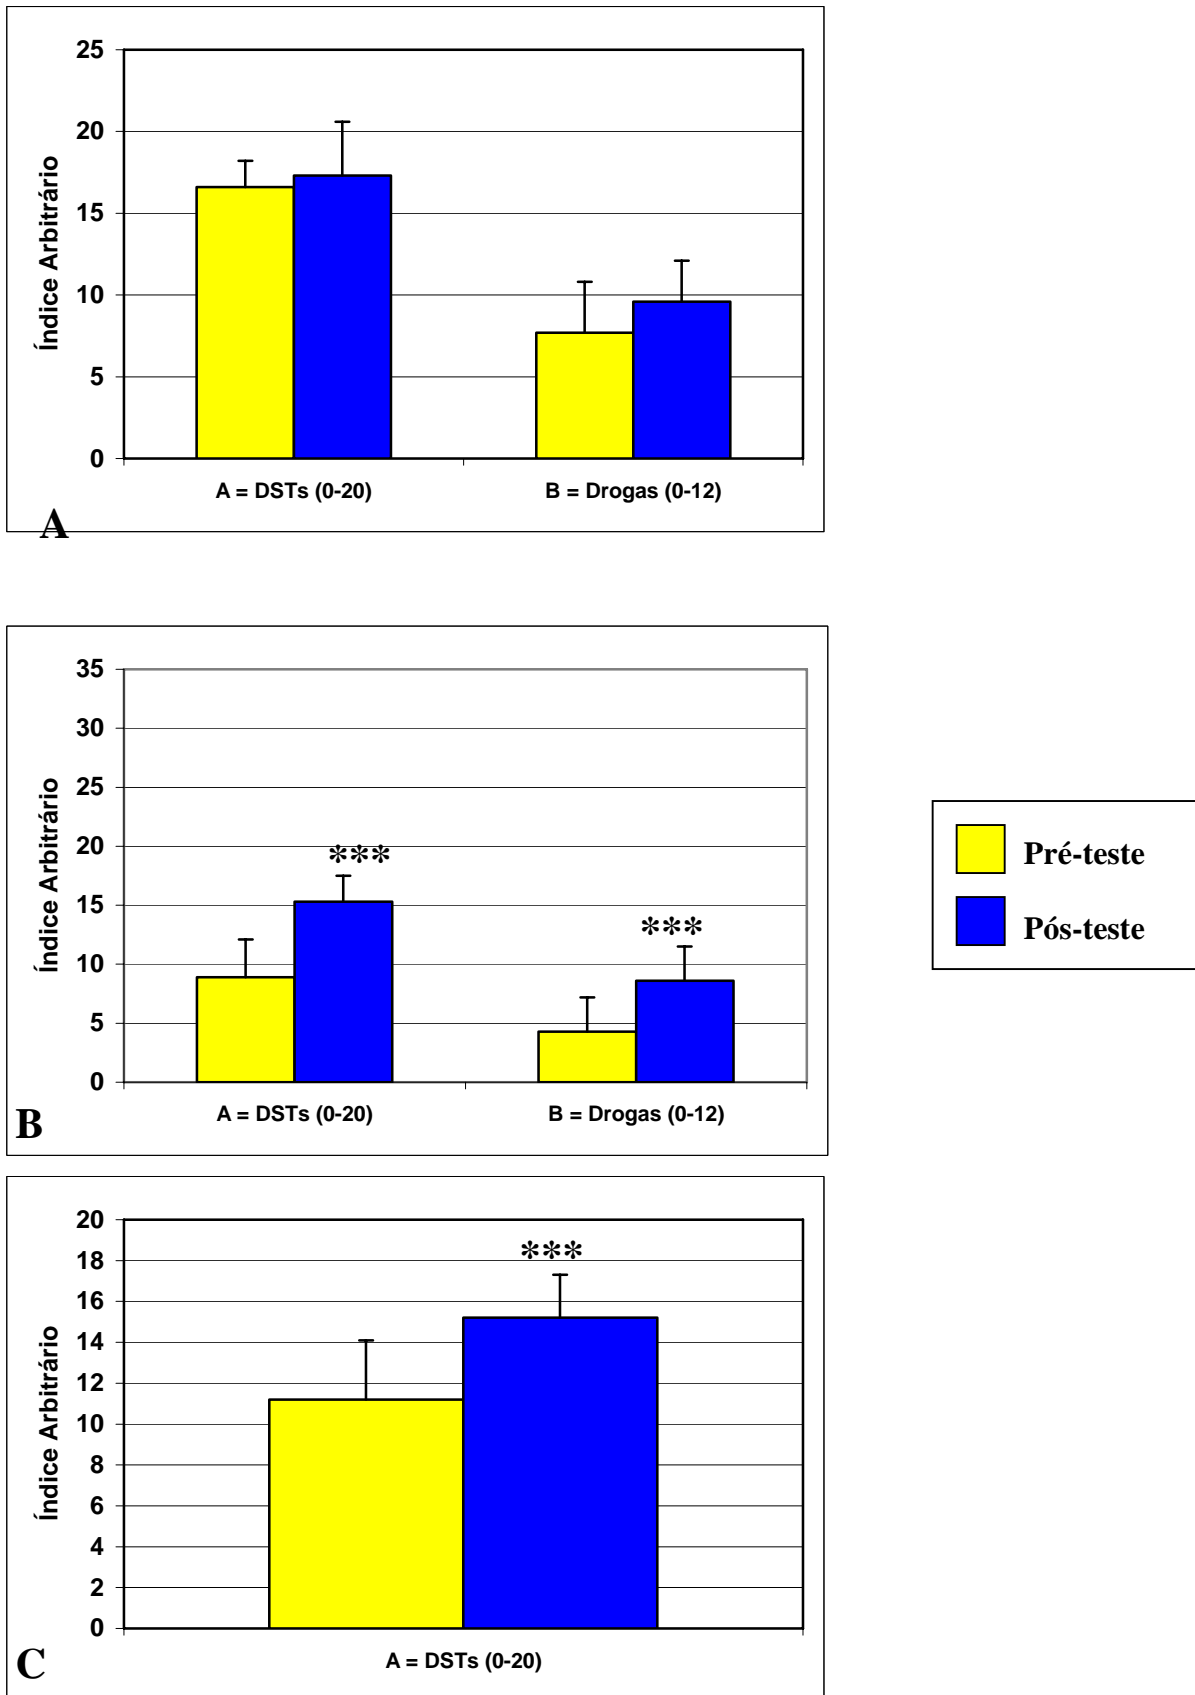 25
20
15
10
5
0
Índice Arbitrário
A = DSTs (0-20)
B = Drogas (0-12)
A
35
30
25
20
15
10
5
0
Índice Arbitrário
***
***
A = DSTs (0-20)
B = Drogas (0-12)
B
Pré-teste
Pós-teste
20
18
16
14
12
10
8
6
4
2
0
Índice Arbitrário
***
A = DSTs (0-20)
C